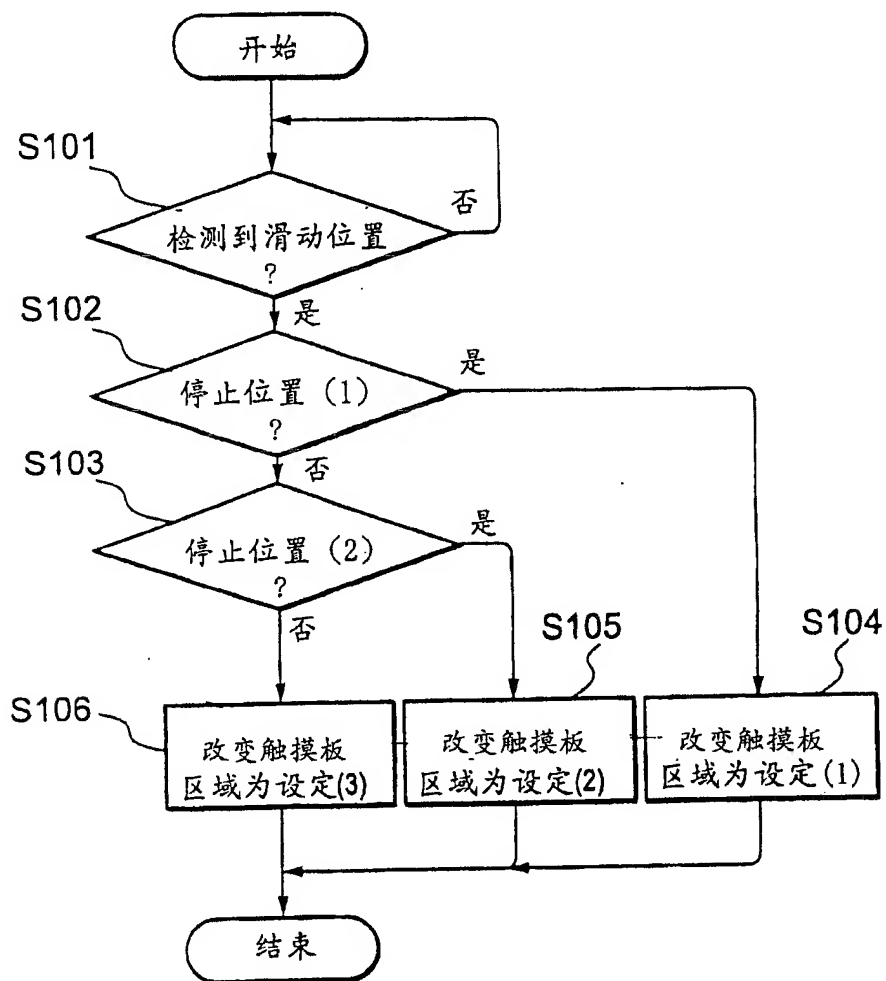 开始
S101
否
检测到滑动位置
?
S102
是
是
停止位置 (1)
?
S103
否
是
停止位置 (2)
?
否
S105
S104
S106
改变触摸板
区域为设定(3)
改变触摸板
区域为设定(2)
改变触摸板
区域为设定(1)
结束